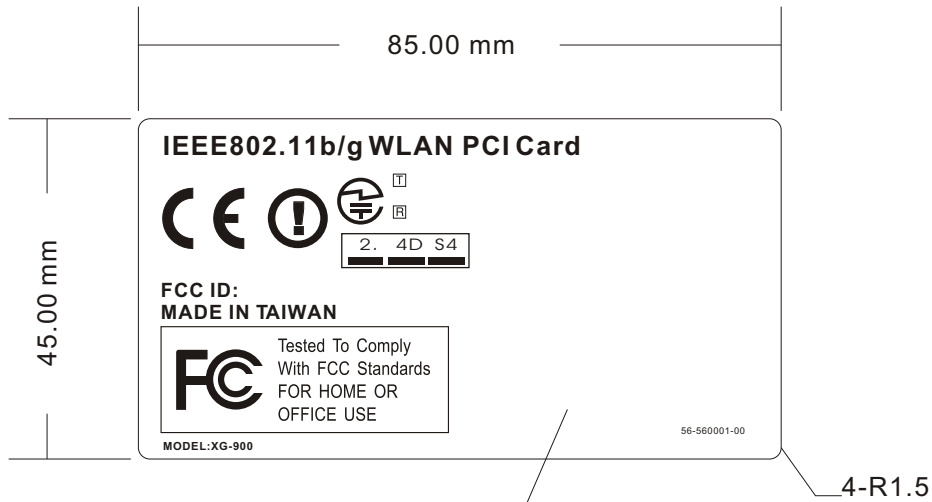 85.00 mm
45.00 mm
IEEE802.11b/g WLAN PCI Card
CE
T
R
2. 4D S4
FCC ID:
MADE IN TAIWAN
FC
Tested To Comply
With FCC Standards
FOR HOME OR
OFFICE USE
MODEL:XG-900
56-560001-00
4-R1.5